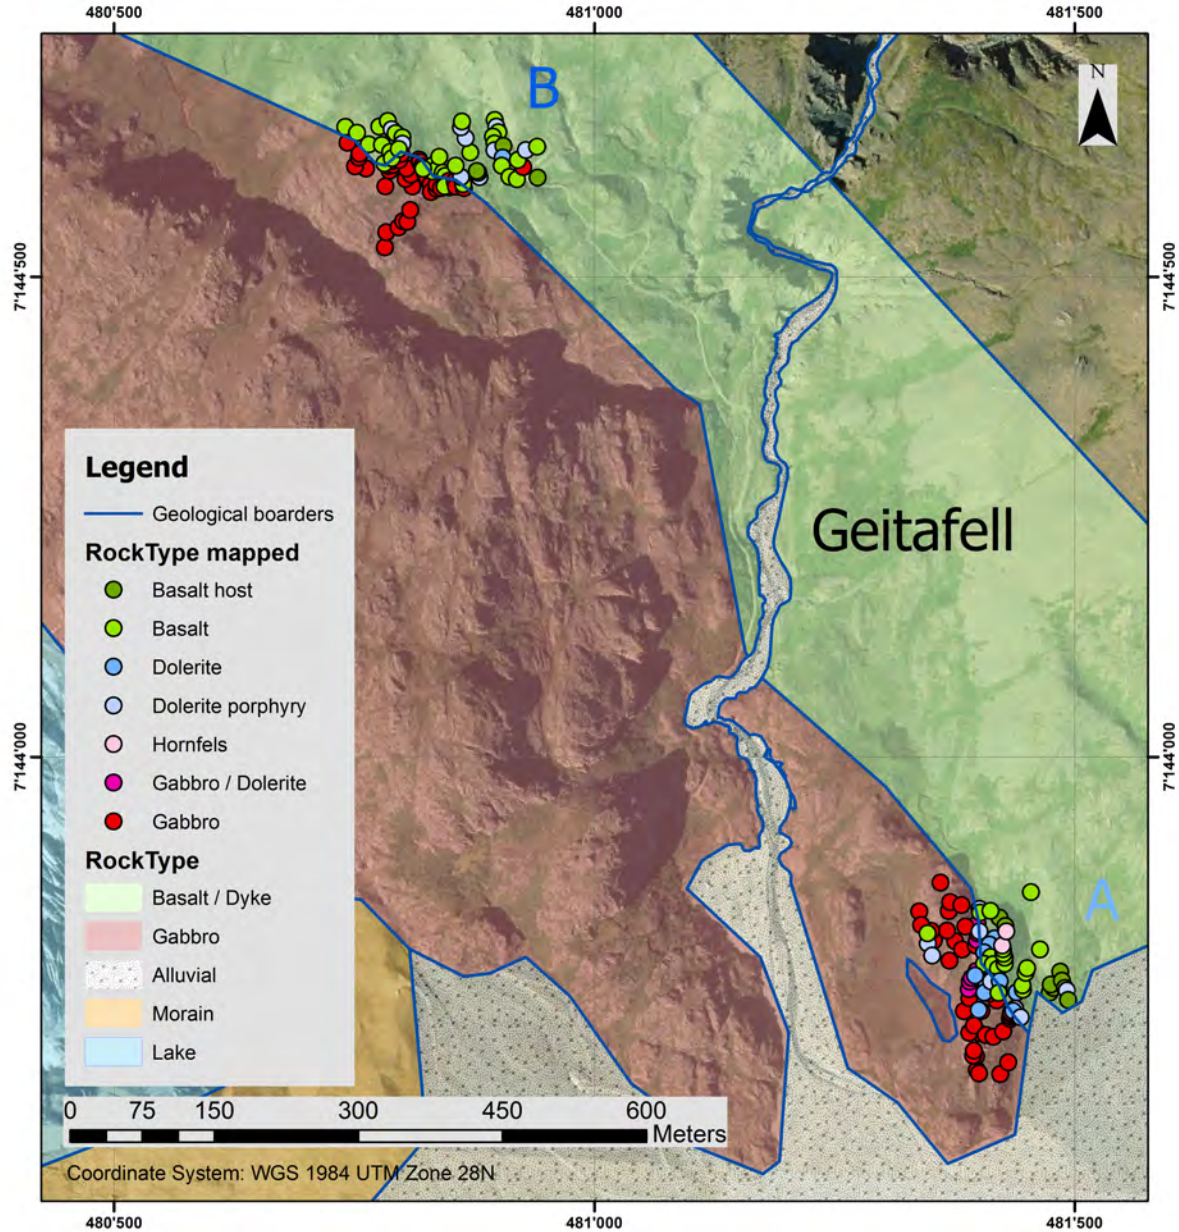 480'500 481'000 481'500
N
B
7'144'500 7'144'500
Legend
Geological boarders
RockType mapped
Basalt host
Basalt
Dolerite
Dolerite porphyry
Hornfels
Gabbro / Dolerite
Gabbro
RockType
Basalt / Dyke
Gabbro
Alluvial
Morain
Lake
Geitafell
7'144'000 7'144'000
A
0 75 150 300 450 600
Meters
Coordinate System: WGS 1984 UTM Zone 28N
480'500 481'000 481'500